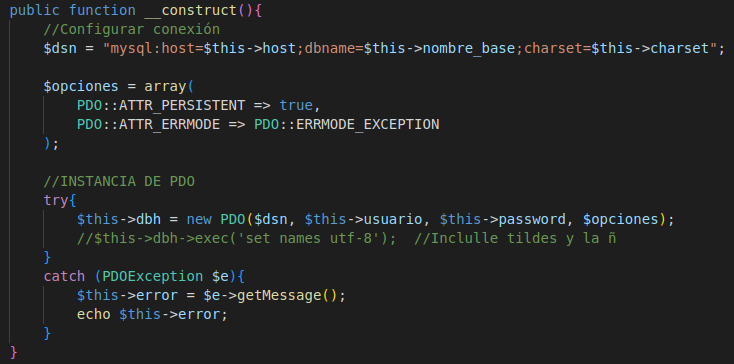 public function __construct(){
    //Configurar conexión
    $dsn = "mysql:host=$this->host;dbname=$this->nombre_base;charset=$this->charset";

    $opciones = array(
        PDO::ATTR_PERSISTENT => true,
        PDO::ATTR_ERRMODE => PDO::ERRMODE_EXCEPTION
    );

    //INSTANCIA DE PDO
    try{
        $this->dbh = new PDO($dsn, $this->usuario, $this->password, $opciones);
        //$this->dbh->exec('set names utf-8');  //Inclulle tildes y la ñ
    }
    catch (PDOException $e){
        $this->error = $e->getMessage();
        echo $this->error;
    }
}